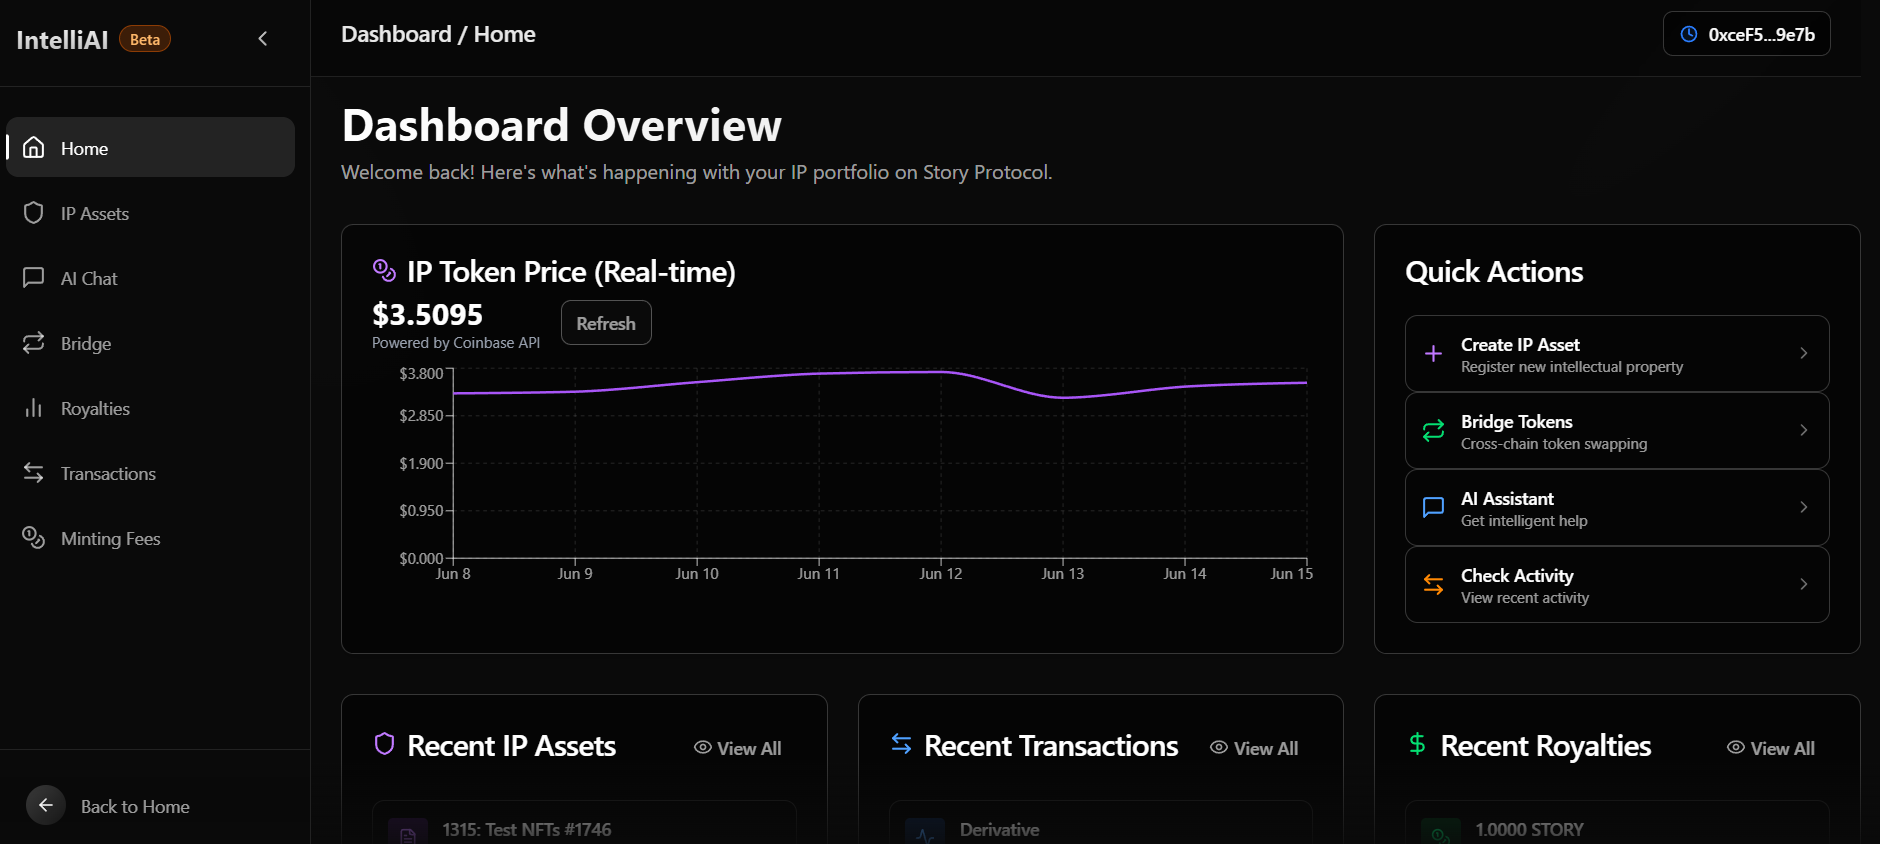 IntelliAI Beta
Home
IP Assets
AI Chat
Bridge
Royalties
Transactions
Minting Fees
Back to Home
Dashboard / Home
0xceF5...9e7b
Dashboard Overview
Welcome back! Here's what's happening with your IP portfolio on Story Protocol.
IP Token Price (Real-time)
$3.5095
Powered by Coinbase API
Refresh
$3.800
$2.850
$1.900
$0.950
$0.000
Jun 8 Jun 9 Jun 10 Jun 11 Jun 12 Jun 13 Jun 14 Jun 15
Quick Actions
Create IP Asset
Register new intellectual property
Bridge Tokens
Cross-chain token swapping
AI Assistant
Get intelligent help
Check Activity
View recent activity
Recent IP Assets View All
1315: Test NFTs #1746
Recent Transactions View All
Derivative
Recent Royalties View All
1.0000 STORY